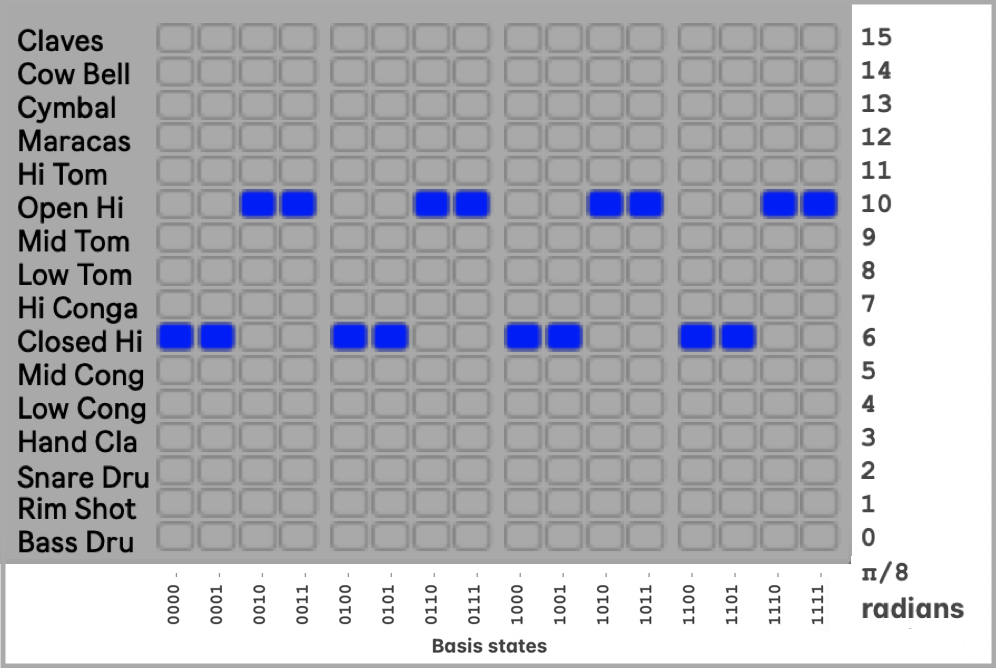 Claves 15
Cow Bell 14
Cymbal 13
Maracas 12
Hi Tom 11
Open Hi 10
Mid Tom 9
Low Tom 8
Hi Conga 7
Closed Hi 6
Mid Cong 5
Low Cong 4
Hand Cla 3
Snare Dru 2
Rim Shot 1
Bass Dru 0
π/8
radians
0000 0001 0010 0011 0100 0101 0110 0111 1000 1001 1010 1011 1100 1101 1110 1111
Basis states